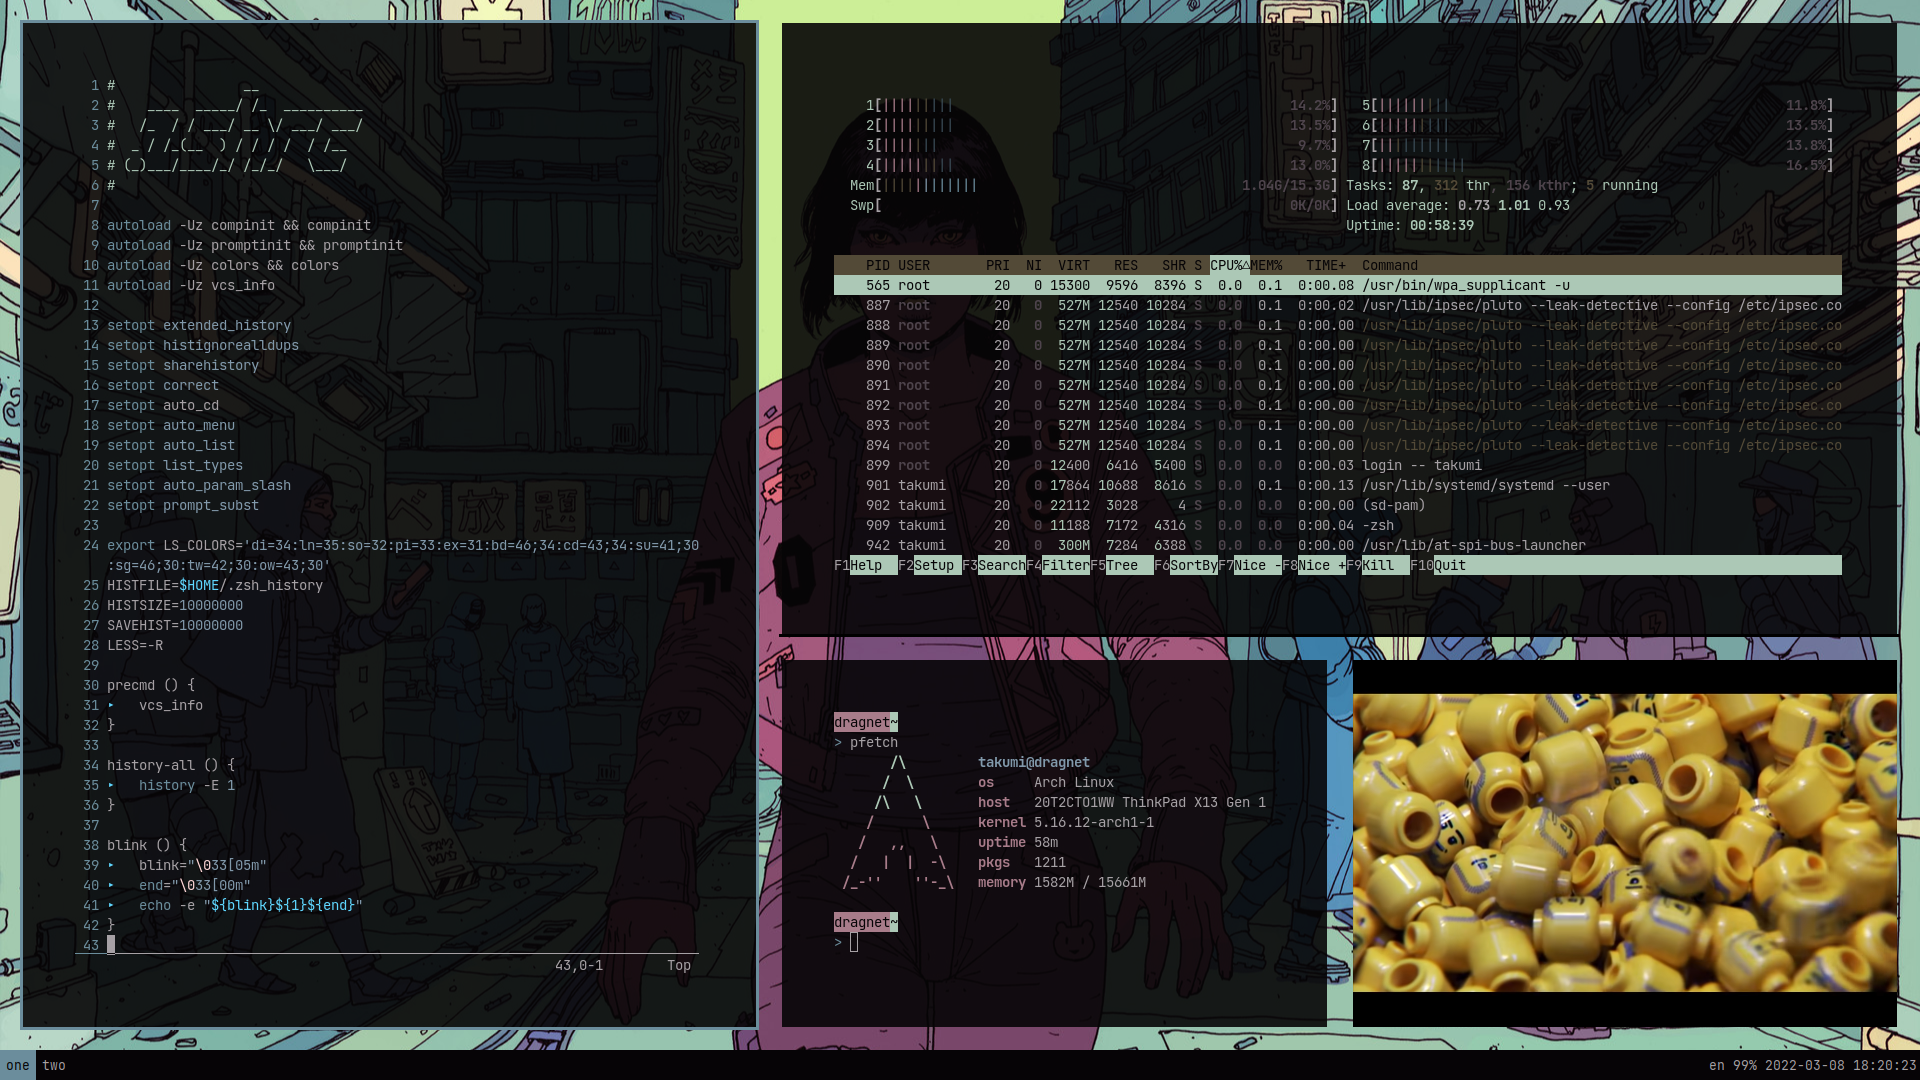 1 #                __
2 #    ____  _____/ /_  __________
3 #   /_  / / ___/ __ \/ ___/ ___/
4 #  _ / /_(__  ) / / / /  / /__
5 # (_)___/____/_/ /_/_/   \___/
6 #
7
8 autoload -Uz compinit && compinit
9 autoload -Uz promptinit && promptinit
10 autoload -Uz colors && colors
11 autoload -Uz vcs_info
12
13 setopt extended_history
14 setopt histignorealldups
15 setopt sharehistory
16 setopt correct
17 setopt auto_cd
18 setopt auto_menu
19 setopt auto_list
20 setopt list_types
21 setopt auto_param_slash
22 setopt prompt_subst
23
24 export LS_COLORS='di=34:ln=35:so=32:pi=33:ex=31:bd=46;34:cd=43;34:su=41;30
:sg=46;30:tw=42;30:ow=43;30'
25 HISTFILE=$HOME/.zsh_history
26 HISTSIZE=10000000
27 SAVEHIST=10000000
28 LESS=-R
29
30 precmd () {
31 ‣   vcs_info
32 }
33
34 history-all () {
35 ‣   history -E 1
36 }
37
38 blink () {
39 ‣   blink="\033[05m"
40 ‣   end="\033[00m"
41 ‣   echo -e "${blink}${1}${end}"
42 }
43
43,0-1        Top
1[|||||||||                14.2%]   5[|||||||||                11.8%]
2[|||||||||                13.5%]   6[|||||||||                13.5%]
3[|||||||                9.7%]   7[|||||||||                13.8%]
4[|||||||||                13.0%]   8[|||||||||||                16.5%]
Mem[||||||||||||                1.04G/15.3G] Tasks: 87, 312 thr, 156 kthr; 5 running
Swp[                0K/0K] Load average: 0.73 1.01 0.93
Uptime: 00:58:39
PID USER       PRI  NI  VIRT   RES   SHR S CPU%△MEM%   TIME+  Command
565 root        20   0 15300  9596  8396 S  0.0  0.1  0:00.08 /usr/bin/wpa_supplicant -u
887 root        20   0  527M 12540 10284 S  0.0  0.1  0:00.02 /usr/lib/ipsec/pluto --leak-detective --config /etc/ipsec.co
888 root        20   0  527M 12540 10284 S  0.0  0.1  0:00.00 /usr/lib/ipsec/pluto --leak-detective --config /etc/ipsec.co
889 root        20   0  527M 12540 10284 S  0.0  0.1  0:00.00 /usr/lib/ipsec/pluto --leak-detective --config /etc/ipsec.co
890 root        20   0  527M 12540 10284 S  0.0  0.1  0:00.00 /usr/lib/ipsec/pluto --leak-detective --config /etc/ipsec.co
891 root        20   0  527M 12540 10284 S  0.0  0.1  0:00.00 /usr/lib/ipsec/pluto --leak-detective --config /etc/ipsec.co
892 root        20   0  527M 12540 10284 S  0.0  0.1  0:00.00 /usr/lib/ipsec/pluto --leak-detective --config /etc/ipsec.co
893 root        20   0  527M 12540 10284 S  0.0  0.1  0:00.00 /usr/lib/ipsec/pluto --leak-detective --config /etc/ipsec.co
894 root        20   0  527M 12540 10284 S  0.0  0.1  0:00.00 /usr/lib/ipsec/pluto --leak-detective --config /etc/ipsec.co
899 root        20   0 12400  6416  5400 S  0.0  0.0  0:00.03 login -- takumi
901 takumi      20   0 17864 10688  8616 S  0.0  0.1  0:00.13 /usr/lib/systemd/systemd --user
902 takumi      20   0 22112  3028     4 S  0.0  0.0  0:00.00 (sd-pam)
909 takumi      20   0 11188  7172  4316 S  0.0  0.0  0:00.04 -zsh
942 takumi      20   0  300M  7284  6388 S  0.0  0.0  0:00.00 /usr/lib/at-spi-bus-launcher
F1Help  F2Setup F3SearchF4FilterF5Tree  F6SortByF7Nice -F8Nice +F9Kill  F10Quit
dragnet~
> pfetch
       /\         takumi@dragnet
      /  \        os     Arch Linux
     /\   \       host   20T2CTO1WW ThinkPad X13 Gen 1
    /      \      kernel 5.16.12-arch1-1
   /   ,,   \     uptime 58m
  /   |  |  -\    pkgs   1211
 /_-''    ''-_\   memory 1582M / 15661M
dragnet~
>
べ放題
one two
en 99% 2022-03-08 18:20:23